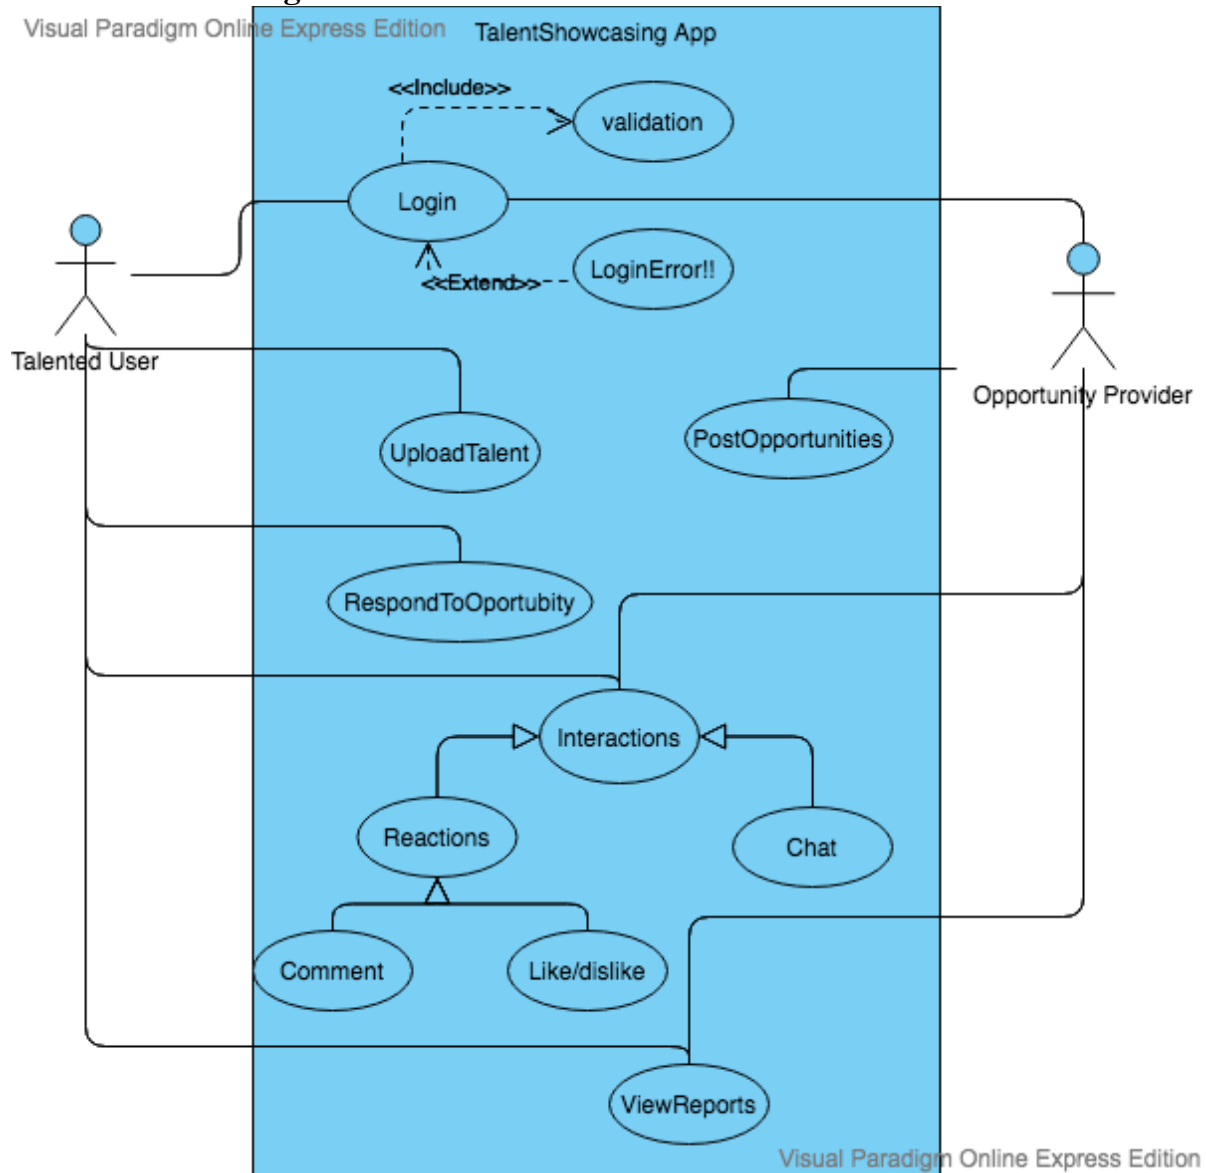 Visual Paradigm Online Express Edition
TalentShowcasing App
<<Include>>
validation
Login
LoginError!!
<<Extend>>
Talented User
Opportunity Provider
PostOpportunities
UploadTalent
RespondToOportubity
Interactions
Reactions
Chat
Comment
Like/dislike
ViewReports
Visual Paradigm Online Express Edition